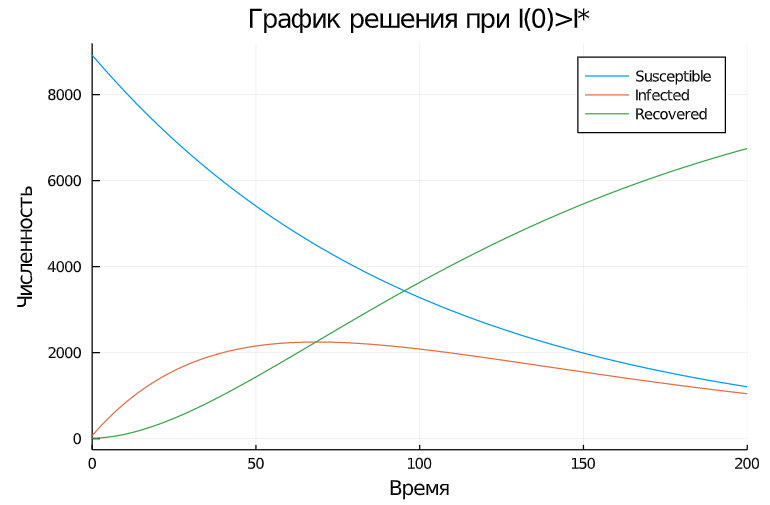 График решения при I(0)>I*
Susceptible
Infected
Recovered
Численность
8000
6000
4000
2000
0
0 50 100 150 200
Время